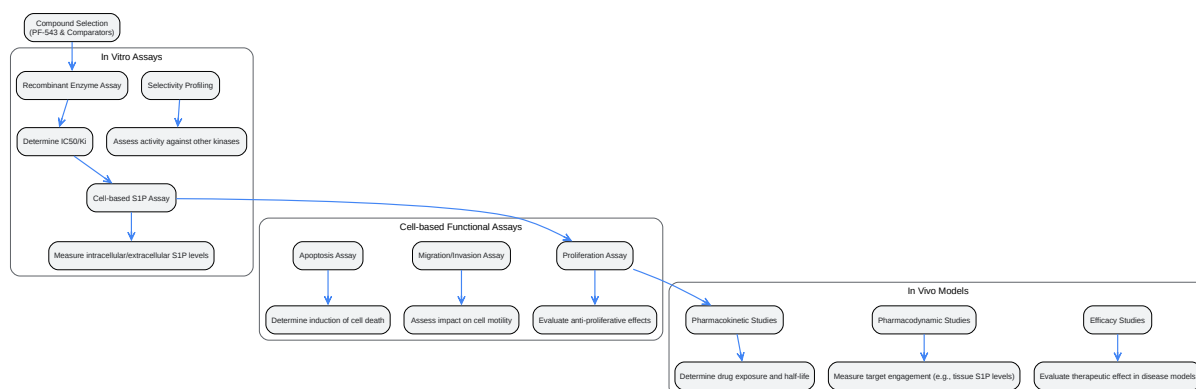 Compound Selection
(PF-543 & Comparators)
In Vitro Assays
Recombinant Enzyme Assay
Selectivity Profiling
Determine IC50/Ki
Assess activity against other kinases
Cell-based S1P Assay
Measure intracellular/extracellular S1P levels
Cell-based Functional Assays
Apoptosis Assay
Migration/Invasion Assay
Proliferation Assay
Determine induction of cell death
Assess impact on cell motility
Evaluate anti-proliferative effects
In Vivo Models
Pharmacokinetic Studies
Pharmacodynamic Studies
Efficacy Studies
Determine drug exposure and half-life
Measure target engagement (e.g., tissue S1P levels)
Evaluate therapeutic effect in disease models